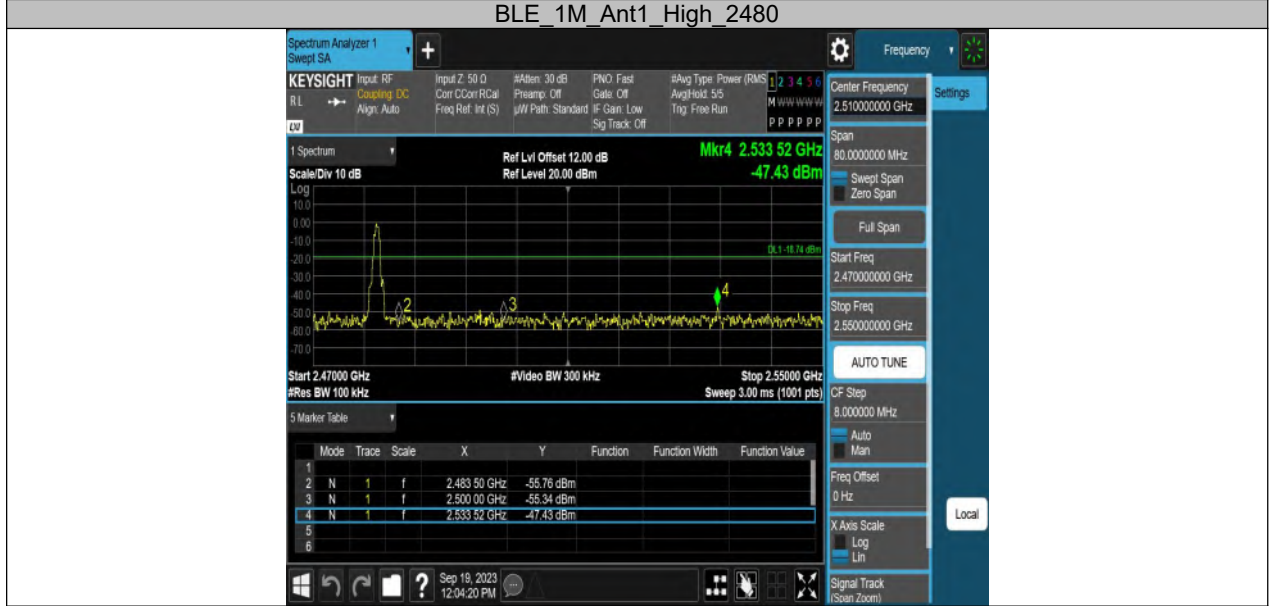 BLE_1M_Ant1_High_2480
Spectrum Analyzer 1
Swept SA
+
Frequency
KEYSIGHT
RL
LXI
Input: RF
Coupling: DC
Align: Auto
Input Z: 50 Ω
Corr CCorr RCal
Freq Ref: Int (S)
#Atten: 30 dB
Preamp: Off
µW Path: Standard
PNO: Fast
Gate: Off
IF Gain: Low
Sig Track: Off
#Avg Type: Power (RMS
Avg|Hold: 5/5
Trig: Free Run
1 2 3 4 5 6
M W W W W W
P P P P P P
1 Spectrum
Scale/Div 10 dB
Ref Lvl Offset 12.00 dB
Ref Level 20.00 dBm
Mkr4 2.533 52 GHz
-47.43 dBm
Log
10.0
0.00
-10.0
-20.0
-30.0
-40.0
-50.0
-60.0
-70.0
DL1 -18.74 dBm
2
3
4
Start 2.47000 GHz
#Res BW 100 kHz
#Video BW 300 kHz
Stop 2.55000 GHz
Sweep 3.00 ms (1001 pts)
5 Marker Table
Mode Trace Scale X Y Function Function Width Function Value
1
2 N 1 f 2.483 50 GHz -55.76 dBm
3 N 1 f 2.500 00 GHz -55.34 dBm
4 N 1 f 2.533 52 GHz -47.43 dBm
5
6
Sep 19, 2023
12:04:20 PM
?
Center Frequency
2.510000000 GHz
Settings
Span
80.0000000 MHz
Swept Span
Zero Span
Full Span
Start Freq
2.470000000 GHz
Stop Freq
2.550000000 GHz
AUTO TUNE
CF Step
8.000000 MHz
Auto
Man
Freq Offset
0 Hz
X Axis Scale
Log
Lin
Local
Signal Track
(Span Zoom)